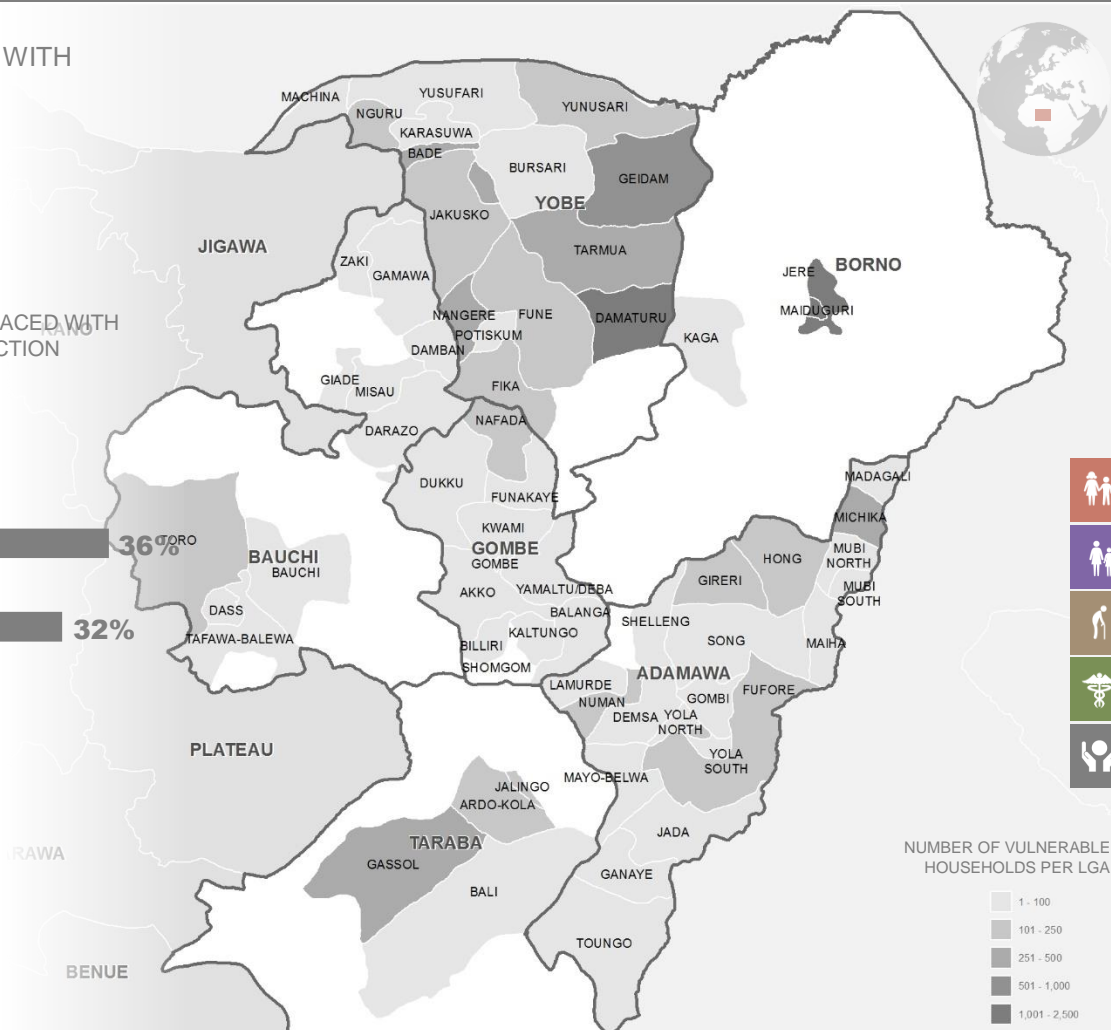 WITH
MACHINA
YUSUFARI
YUNUSARI
NGURU
KARASUWA
BADE
BURSARI
GEIDAM
YOBE
JAKUSKO
JIGAWA
ZAKI
GAMAWA
TARMUA
JERE
BORNO
MAIDUGURI
NANGERE
FUNE
DAMATURU
POTISKUM
KAGA
ACED WITH
KANO
CTION
DAMBAN
GIADE
MISAU
FIKA
NAFADA
DARAZO
DUKKU
FUNAKAYE
MADAGALI
MICHIKA
KWAMI
GOMBE
GOMBE
36%
TORO
BAUCHI
BAUCHI
HONG
MUBI
NORTH
GIRERI
MUBI
SOUTH
AKKO
YAMALTU/DEBA
DASS
BALANGA
SHELLENG
32%
TAFAWA-BALEWA
KALTUNGO
BILLIRI
SONG
MAIHA
SHOMGOM
ADAMAWA
LAMURDE
FUFORE
NUMAN
GOMBI
DEMSA
YOLA
NORTH
PLATEAU
YOLA
SOUTH
MAYO-BELWA
JALINGO
ARDO-KOLA
JADA
TARABA
GASSOL
RAWA
BALI
GANAYE
TOUNGO
BENUE
NUMBER OF VULNERABLE
HOUSEHOLDS PER LGA
1 - 100
101 - 250
251 - 500
501 - 1,000
1,001 - 2,500